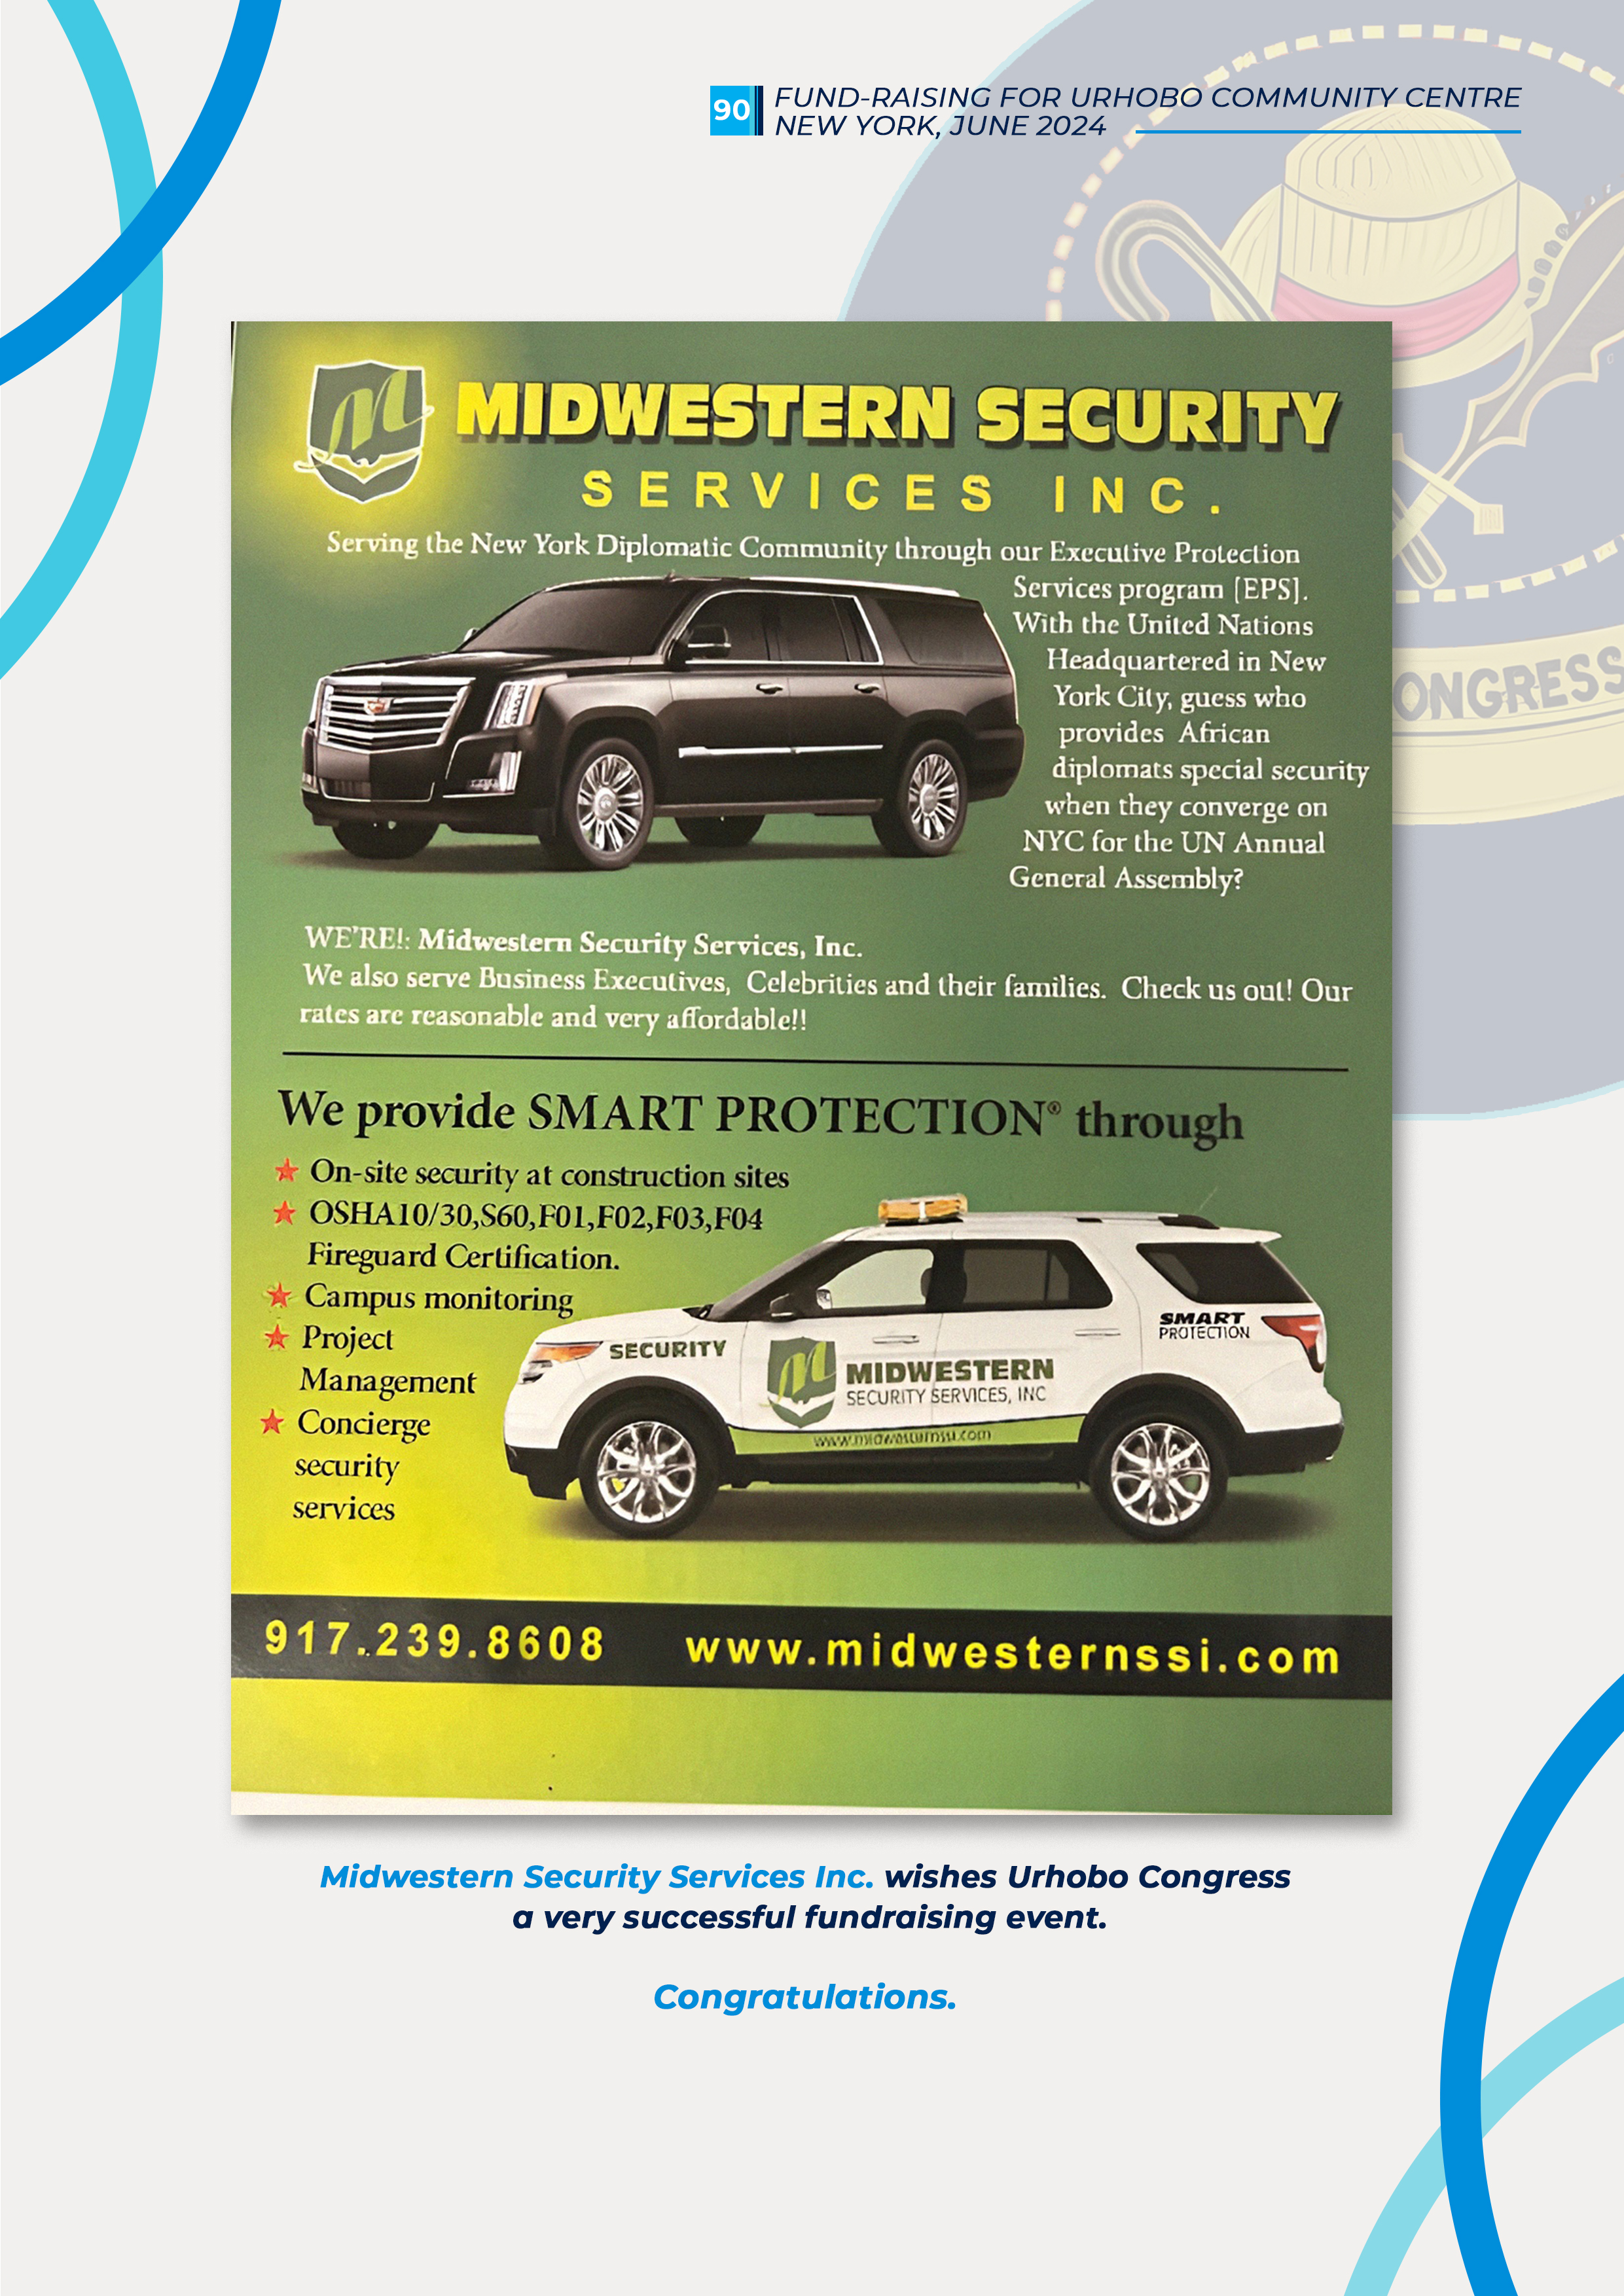 90
FUND-RAISING FOR URHOBO COMMUNITY CENTRE
NEW YORK, JUNE 2024
MIDWESTERN SECURITY
SERVICES INC.
Serving the New York Diplomatic Community through our Executive Protection
Services program [EPS].
With the United Nations
Headquartered in New
York City, guess who
provides African
diplomats special security
when they converge on
NYC for the UN Annual
General Assembly?
WE'RE!: Midwestern Security Services, Inc.
We also serve Business Executives, Celebrities and their families. Check us out! Our
rates are reasonable and very affordable!!
We provide SMART PROTECTION® through
On-site security at construction sites
OSHA10/30,S60,F01,F02,F03,F04
Fireguard Certification.
Campus monitoring
Project
Management
Concierge
security
services
SECURITY
MIDWESTERN
SECURITY SERVICES, INC
SMART
PROTECTION
917.239.8608 www.midwesternssi.com
ONGRESS
Midwestern Security Services Inc. wishes Urhobo Congress
a very successful fundraising event.
Congratulations.